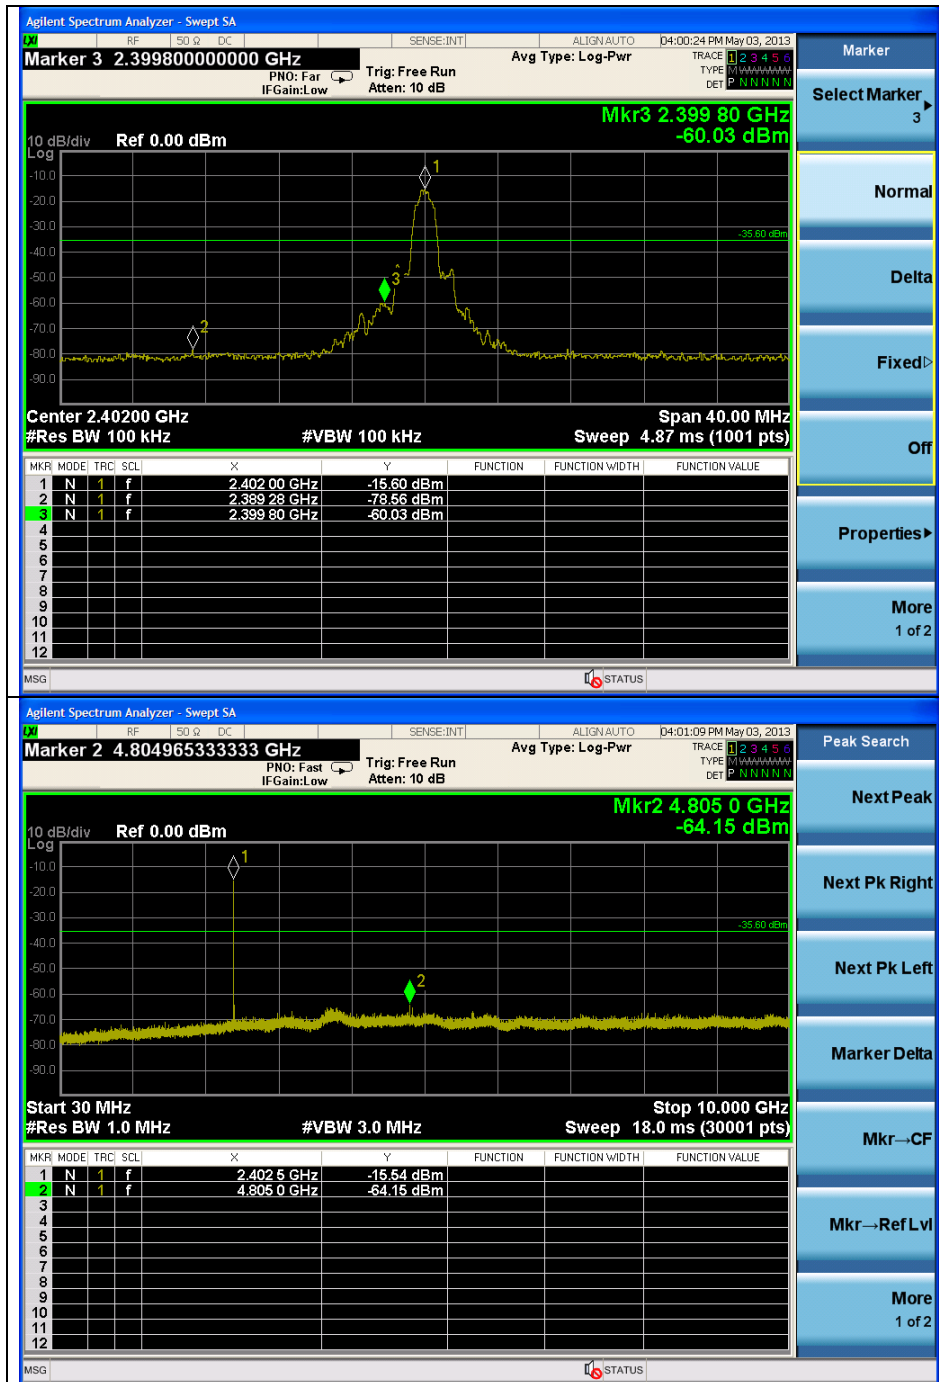 Agilent Spectrum Analyzer - Swept SA
LXI RF 50 Ω DC SENSE:INT ALIGN AUTO 04:00:24 PM May 03, 2013
Marker 3 2.399800000000 GHz
PNO: Far
IFGain:Low
Trig: Free Run
Atten: 10 dB
Avg Type: Log-Pwr
TRACE 1 2 3 4 5 6
TYPE M
DET P N N N N N
Mkr3 2.399 80 GHz
-60.03 dBm
10 dB/div Ref 0.00 dBm
Log
-10.0
-20.0
-30.0
-40.0
-50.0
-60.0
-70.0
-80.0
-90.0
1
-35.60 dBm
3
2
Center 2.40200 GHz Span 40.00 MHz
#Res BW 100 kHz #VBW 100 kHz Sweep 4.87 ms (1001 pts)
MKR MODE TRC SCL X Y FUNCTION FUNCTION WIDTH FUNCTION VALUE
1 N 1 f 2.402 00 GHz -15.60 dBm
2 N 1 f 2.389 28 GHz -78.56 dBm
3 N 1 f 2.399 80 GHz -60.03 dBm
4
5
6
7
8
9
10
11
12
MSG STATUS
Marker
Select Marker
3
Normal
Delta
Fixed
Off
Properties
More
1 of 2
Agilent Spectrum Analyzer - Swept SA
LXI RF 50 Ω DC SENSE:INT ALIGN AUTO 04:01:09 PM May 03, 2013
Marker 2 4.804965333333 GHz
PNO: Fast
IFGain:Low
Trig: Free Run
Atten: 10 dB
Avg Type: Log-Pwr
TRACE 1 2 3 4 5 6
TYPE M
DET P N N N N N
Mkr2 4.805 0 GHz
-64.15 dBm
10 dB/div Ref 0.00 dBm
Log
-10.0
-20.0
-30.0
-40.0
-50.0
-60.0
-70.0
-80.0
-90.0
1
-35.60 dBm
2
Start 30 MHz Stop 10.000 GHz
#Res BW 1.0 MHz #VBW 3.0 MHz Sweep 18.0 ms (30001 pts)
MKR MODE TRC SCL X Y FUNCTION FUNCTION WIDTH FUNCTION VALUE
1 N 1 f 2.402 5 GHz -15.54 dBm
2 N 1 f 4.805 0 GHz -64.15 dBm
3
4
5
6
7
8
9
10
11
12
MSG STATUS
Peak Search
Next Peak
Next Pk Right
Next Pk Left
Marker Delta
Mkr→CF
Mkr→Ref Lvl
More
1 of 2